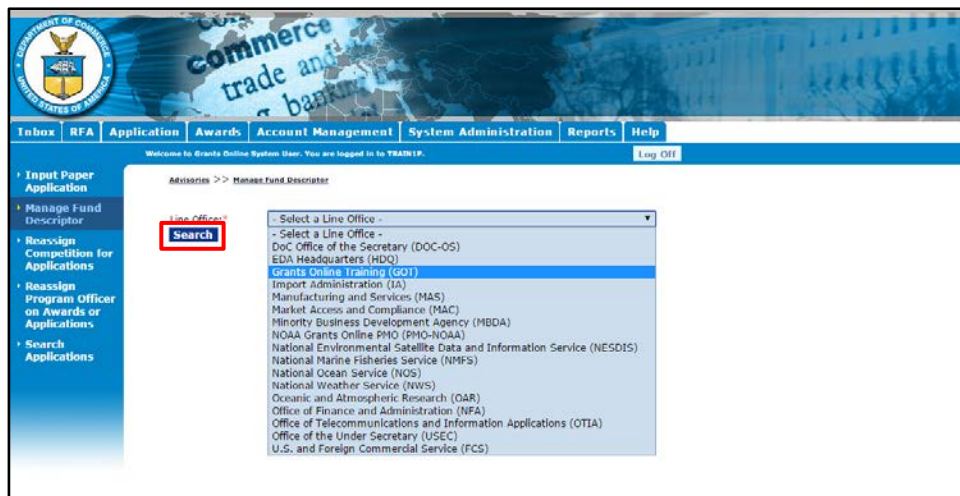 DEPARTMENT OF COMMERCE
UNITED STATES OF AMERICA
commerce
trade and
banking
Inbox RFA Application Awards Account Management System Administration Reports Help
Welcome to Grants Online System User. You are logged in to TRAIN1P.
Log Off
Input Paper
Application
Manage Fund
Descriptor
Reassign
Competition for
Applications
Reassign
Program Officer
on Awards or
Applications
Search
Applications
Advisories >> Manage Fund Descriptor
Line Office:* - Select a Line Office -
Search
- Select a Line Office -
DoC Office of the Secretary (DOC-OS)
EDA Headquarters (HDQ)
Grants Online Training (GOT)
Import Administration (IA)
Manufacturing and Services (MAS)
Market Access and Compliance (MAC)
Minority Business Development Agency (MBDA)
NOAA Grants Online PMO (PMO-NOAA)
National Environmental Satellite Data and Information Service (NESDIS)
National Marine Fisheries Service (NMFS)
National Ocean Service (NOS)
National Weather Service (NWS)
Oceanic and Atmospheric Research (OAR)
Office of Finance and Administration (NFA)
Office of Telecommunications and Information Applications (OTIA)
Office of the Under Secretary (USEC)
U.S. and Foreign Commercial Service (FCS)